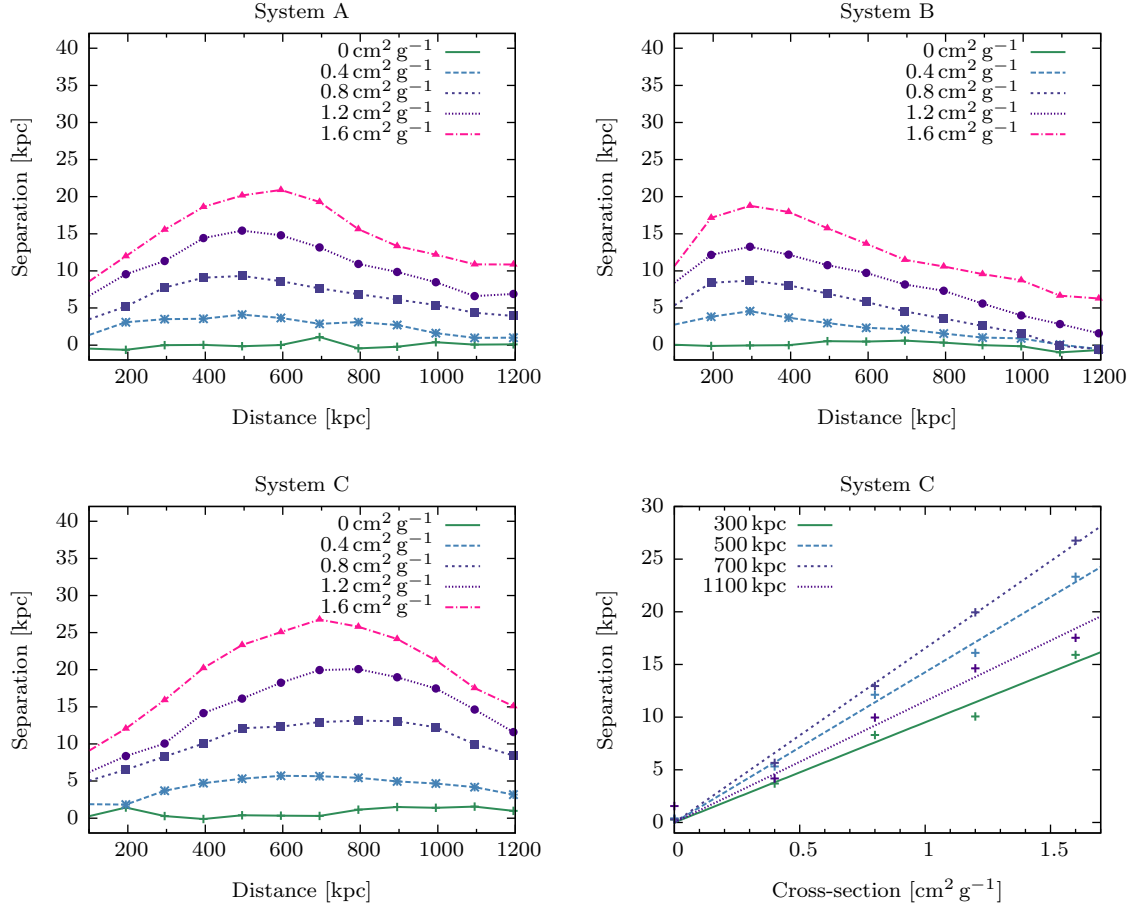 System A
0 cm² g⁻¹
0.4 cm² g⁻¹
0.8 cm² g⁻¹
1.2 cm² g⁻¹
1.6 cm² g⁻¹
40
35
30
25
20
15
10
5
0
Separation [kpc]
200 400 600 800 1000 1200
Distance [kpc]
System B
0 cm² g⁻¹
0.4 cm² g⁻¹
0.8 cm² g⁻¹
1.2 cm² g⁻¹
1.6 cm² g⁻¹
40
35
30
25
20
15
10
5
0
Separation [kpc]
200 400 600 800 1000 1200
Distance [kpc]
System C
0 cm² g⁻¹
0.4 cm² g⁻¹
0.8 cm² g⁻¹
1.2 cm² g⁻¹
1.6 cm² g⁻¹
40
35
30
25
20
15
10
5
0
Separation [kpc]
200 400 600 800 1000 1200
Distance [kpc]
System C
300 kpc
500 kpc
700 kpc
1100 kpc
30
25
20
15
10
5
0
Separation [kpc]
0 0.5 1 1.5
Cross-section [cm² g⁻¹]